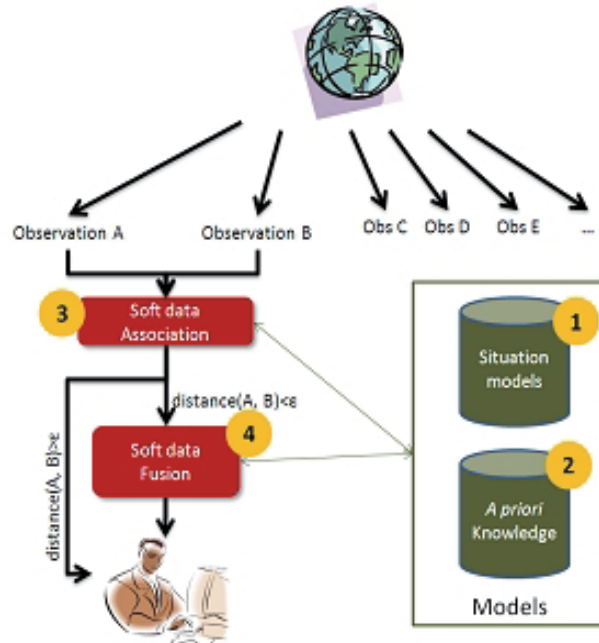 Observation A
Observation B
Obs C
Obs D
Obs E
...
3
Soft data
Association
1
Situation
models
distance(A, B)<ε
distance(A, B)>ε
4
Soft data
Fusion
2
A priori
Knowledge
Models